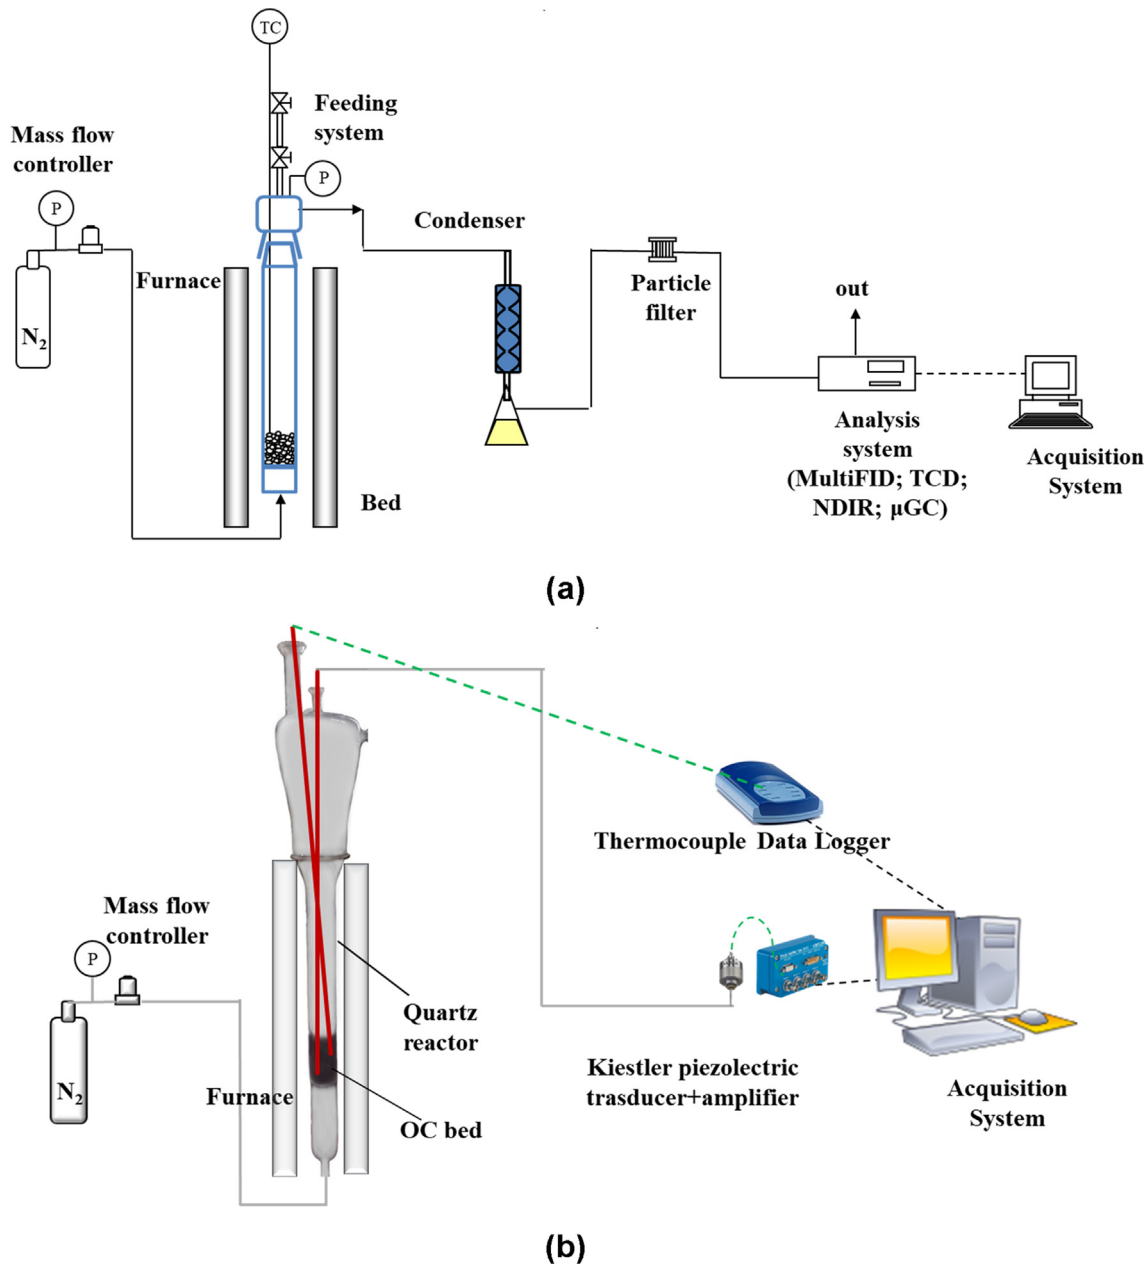 TC
Feeding
system
Mass flow
controller
P
P
Condenser
Furnace
Particle
filter
out
N2
Analysis
system
(MultiFID; TCD;
NDIR; µGC)
Acquisition
System
Bed
(a)
Thermocouple Data Logger
Mass flow
controller
P
Quartz
reactor
Kiestler piezolectric
trasducer+amplifier
N2
Furnace
OC bed
Acquisition
System
(b)